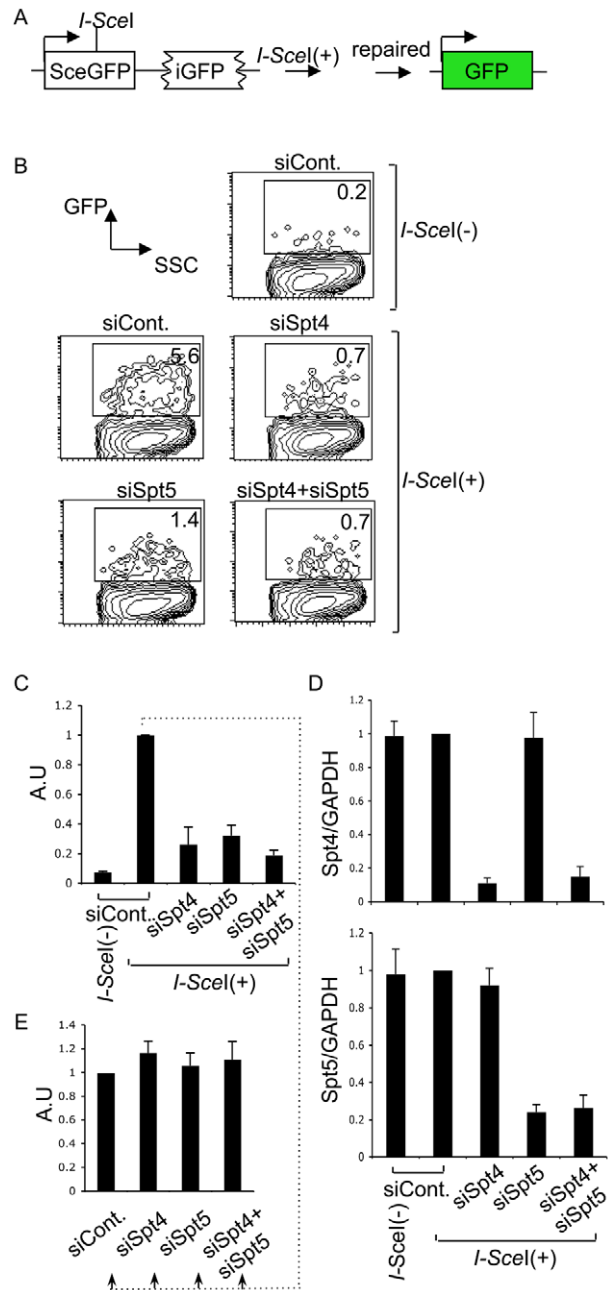 A
I-SceI
SceGFP
iGFP
I-SceI(+)
repaired
GFP
B
GFP
SSC
siCont.
0.2
I-SceI(-)
siCont.
5.6
siSpt4
0.7
siSpt5
1.4
siSpt4+siSpt5
0.7
I-SceI(+)
C
A.U
1.2
1
0.8
0.6
0.4
0.2
0
siCont..
I-SceI(-)
siSpt4
siSpt5
siSpt4+
siSpt5
I-SceI(+)
D
Spt4/GAPDH
1.2
1
0.8
0.6
0.4
0.2
0
Spt5/GAPDH
1.2
1
0.8
0.6
0.4
0.2
0
siCont.
I-SceI(-)
siSpt4
siSpt5
siSpt4+
siSpt5
I-SceI(+)
E
A.U
1.4
1.2
1
0.8
0.6
0.4
0.2
0
siCont.
siSpt4
siSpt5
siSpt4+
siSpt5